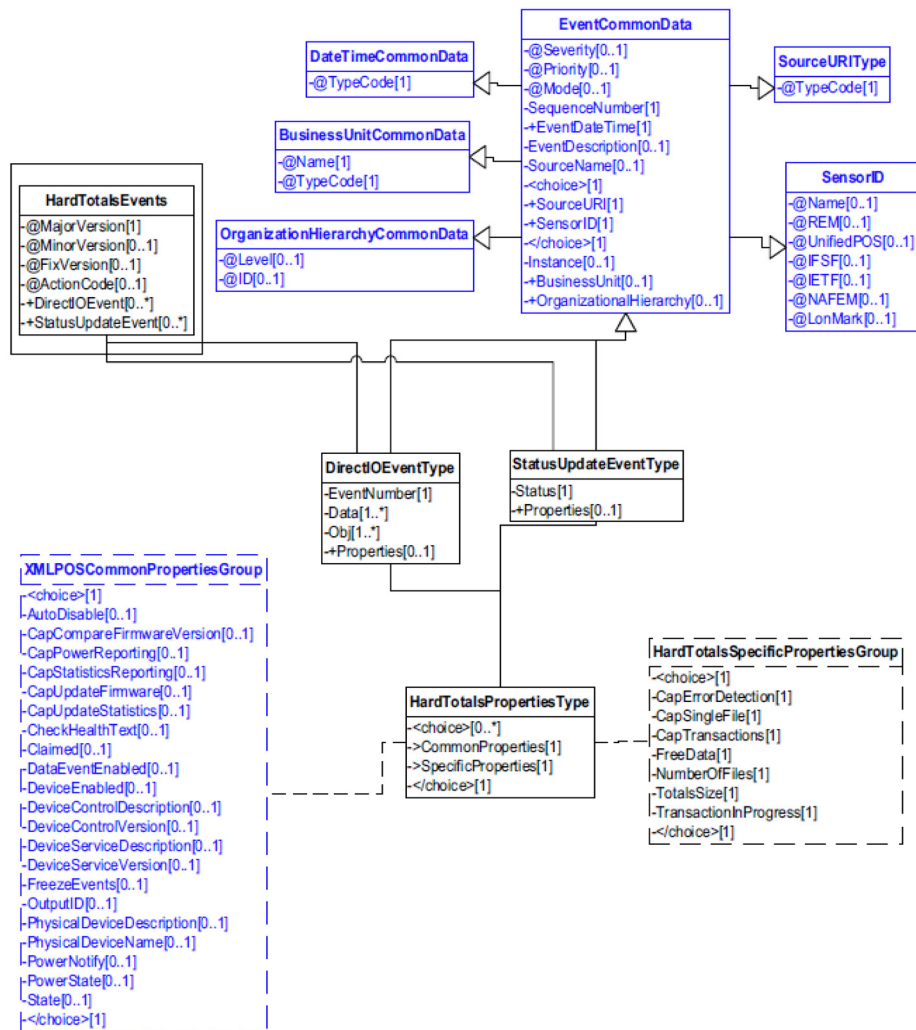 EventCommonData
-@Severity[0..1]
-@Priority[0..1]
-@Mode[0..1]
-SequenceNumber[1]
-+EventDateTime[1]
-EventDescription[0..1]
-SourceName[0..1]
-<choice>[1]
-+SourceURI[1]
-+SensorID[1]
-</choice>[1]
-Instance[0..1]
-+BusinessUnit[0..1]
-+OrganizationalHierarchy[0..1]
DateTimeCommonData
-@TypeCode[1]
SourceURIType
-@TypeCode[1]
BusinessUnitCommonData
-@Name[1]
-@TypeCode[1]
HardTotalsEvents
-@MajorVersion[1]
-@MinorVersion[0..1]
-@FixVersion[0..1]
-@ActionCode[0..1]
-+DirectIOEvent[0..*]
-+StatusUpdateEvent[0..*]
OrganizationHierarchyCommonData
-@Level[0..1]
-@ID[0..1]
SensorID
-@Name[0..1]
-@REM[0..1]
-@UnifiedPOS[0..1]
-@IFSF[0..1]
-@IETF[0..1]
-@NAFEM[0..1]
-@LonMark[0..1]
DirectIOEventType
-EventNumber[1]
-Data[1..*]
-Obj[1..*]
-+Properties[0..1]
StatusUpdateEventType
-Status[1]
-+Properties[0..1]
XMLPOSCommonPropertiesGroup
-<choice>[1]
-AutoDisable[0..1]
-CapCompareFirmwareVersion[0..1]
-CapPowerReporting[0..1]
-CapStatisticsReporting[0..1]
-CapUpdateFirmware[0..1]
-CapUpdateStatistics[0..1]
-CheckHealthText[0..1]
-Claimed[0..1]
-DataEventEnabled[0..1]
-DeviceEnabled[0..1]
-DeviceControlDescription[0..1]
-DeviceControlVersion[0..1]
-DeviceServiceDescription[0..1]
-DeviceServiceVersion[0..1]
-FreezeEvents[0..1]
-OutputID[0..1]
-PhysicalDeviceDescription[0..1]
-PhysicalDeviceName[0..1]
-PowerNotify[0..1]
-PowerState[0..1]
-State[0..1]
-</choice>[1]
HardTotalsPropertiesType
-<choice>[0..*]
->CommonProperties[1]
->SpecificProperties[1]
-</choice>[1]
HardTotalsSpecificPropertiesGroup
-<choice>[1]
-CapErrorDetection[1]
-CapSingleFile[1]
-CapTransactions[1]
-FreeData[1]
-NumberOfFiles[1]
-TotalsSize[1]
-TransactionInProgress[1]
-</choice>[1]